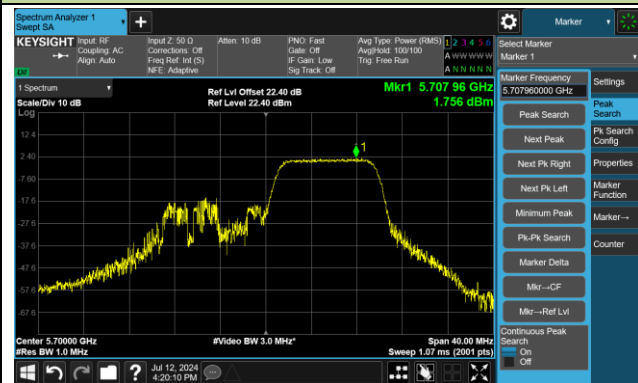 Spectrum Analyzer 1
Swept SA
Marker
KEYSIGHT
Input: RF
Coupling: AC
Align: Auto
Input Z: 50 Ω
Corrections: Off
Freq Ref: Int (S)
NFE: Adaptive
Atten: 10 dB
PNO: Fast
Gate: Off
IF Gain: Low
Sig Track: Off
Avg Type: Power (RMS)
Avg|Hold: 100/100
Trig: Free Run
1 2 3 4 5 6
A W W W W W
A N N N N N
Select Marker
Marker 1
1 Spectrum
Scale/Div 10 dB
Log
Ref Lvl Offset 22.40 dB
Ref Level 22.40 dBm
Mkr1 5.707 96 GHz
1.756 dBm
Marker Frequency
5.707960000 GHz
Settings
Peak Search
Next Peak
Next Pk Right
Next Pk Left
Minimum Peak
Pk-Pk Search
Marker Delta
Mkr→CF
Mkr→Ref Lvl
Continuous Peak
Search
On
Off
Peak
Search
Pk Search
Config
Properties
Marker
Function
Marker→
Counter
1
12.4
2.40
-7.60
-17.6
-27.6
-37.6
-47.6
-57.6
-67.6
Center 5.70000 GHz
#Res BW 1.0 MHz
#Video BW 3.0 MHz*
Span 40.00 MHz
Sweep 1.07 ms (2001 pts)
Jul 12, 2024
4:20:10 PM